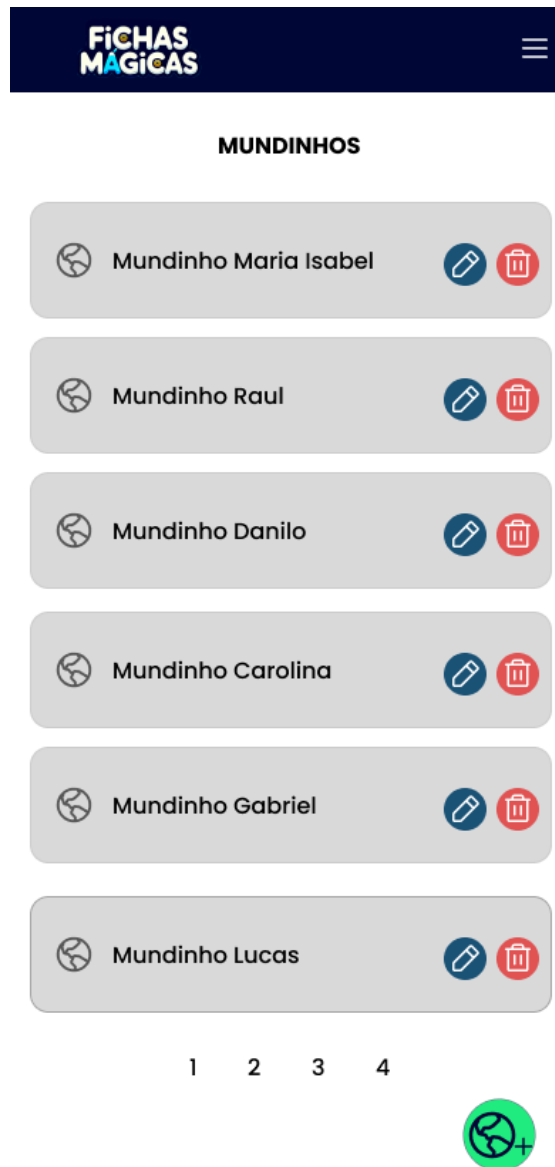 FiCHAS
MÁGiCAS
MUNDINHOS
Mundinho Maria Isabel
Mundinho Raul
Mundinho Danilo
Mundinho Carolina
Mundinho Gabriel
Mundinho Lucas
1 2 3 4
+